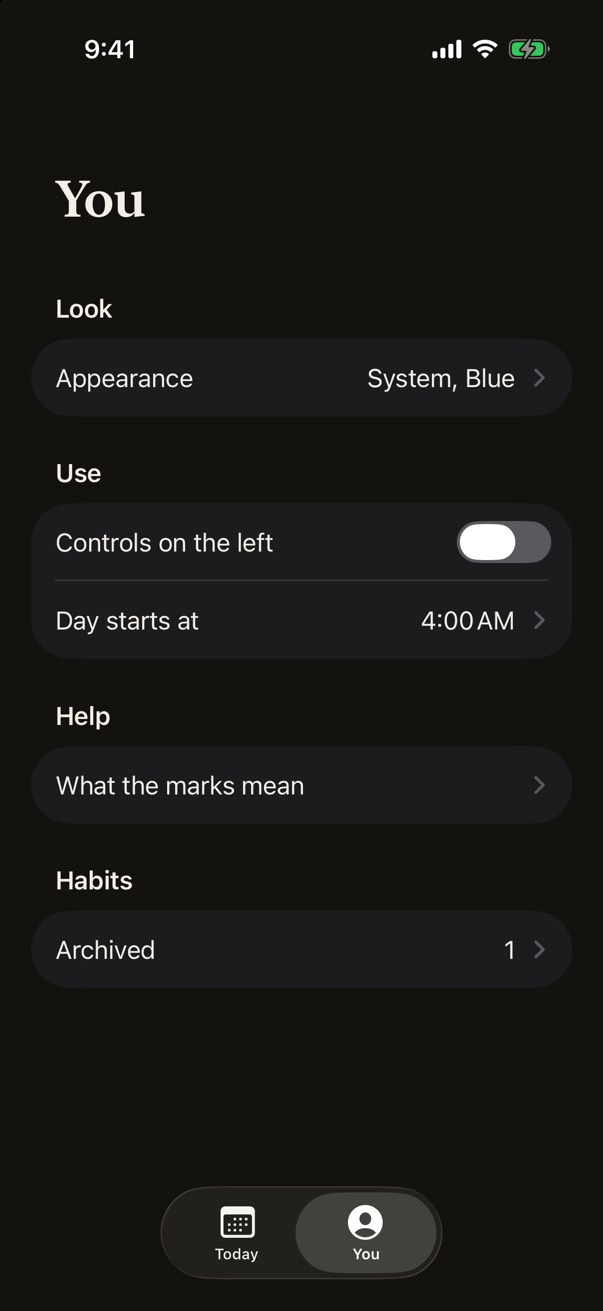 9:41
You
Look
Appearance System, Blue
Use
Controls on the left
Day starts at 4:00 AM
Help
What the marks mean
Habits
Archived 1
Today You